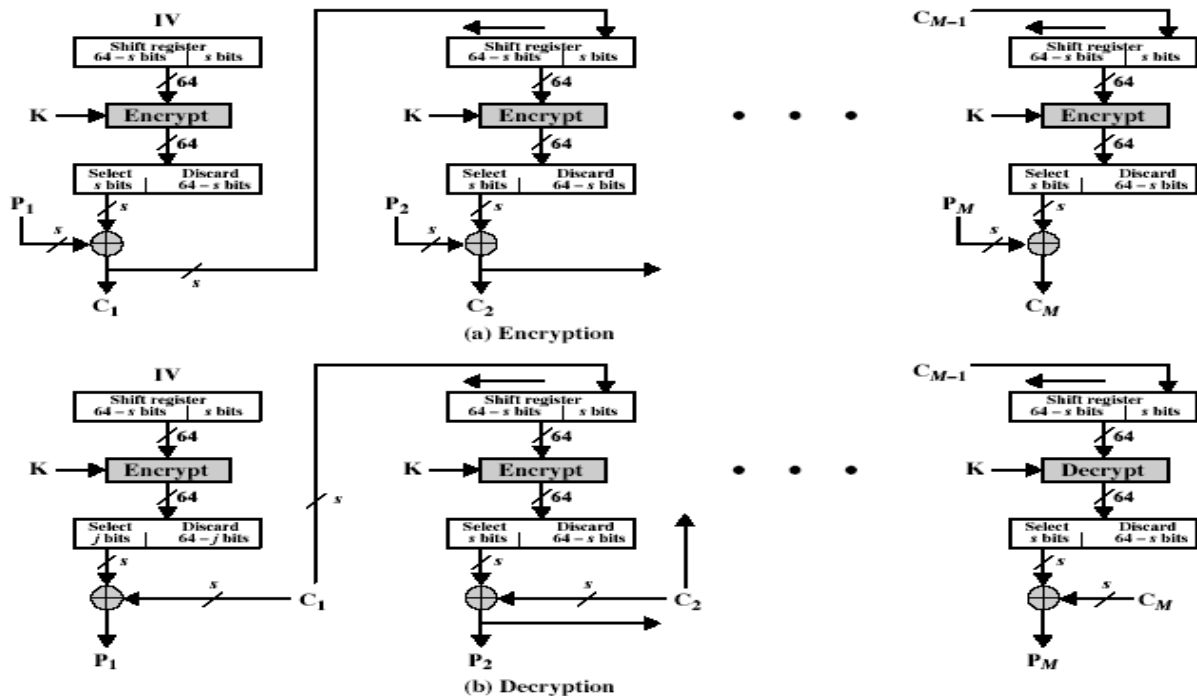 IV
C_{M-1}
Shift register
64 – s bits | s bits
Shift register
64 – s bits | s bits
Shift register
64 – s bits | s bits
64
64
64
K
Encrypt
K
Encrypt
K
Encrypt
64
64
64
Select
s bits
Discard
64 – s bits
Select
s bits
Discard
64 – s bits
Select
s bits
Discard
64 – s bits
P_1
s
s
P_2
s
s
P_M
s
s
s
C_1
C_2
C_M
(a) Encryption
IV
C_{M-1}
Shift register
64 – s bits | s bits
Shift register
64 – s bits | s bits
Shift register
64 – s bits | s bits
64
64
64
K
Encrypt
K
Encrypt
K
Decrypt
64
s
64
64
Select
j bits
Discard
64 – j bits
Select
s bits
Discard
64 – s bits
Select
s bits
Discard
64 – s bits
s
s
s
s
C_1
s
C_2
s
C_M
P_1
P_2
P_M
(b) Decryption